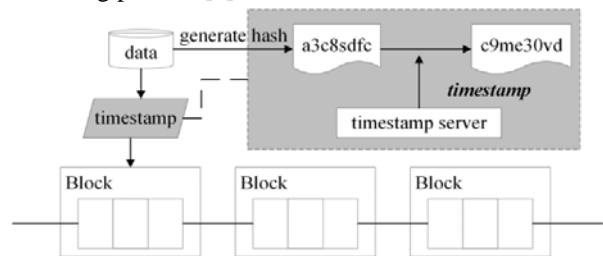 generate hash
data
a3c8sdfc
c9me30vd
timestamp
timestamp
timestamp server
Block
Block
Block